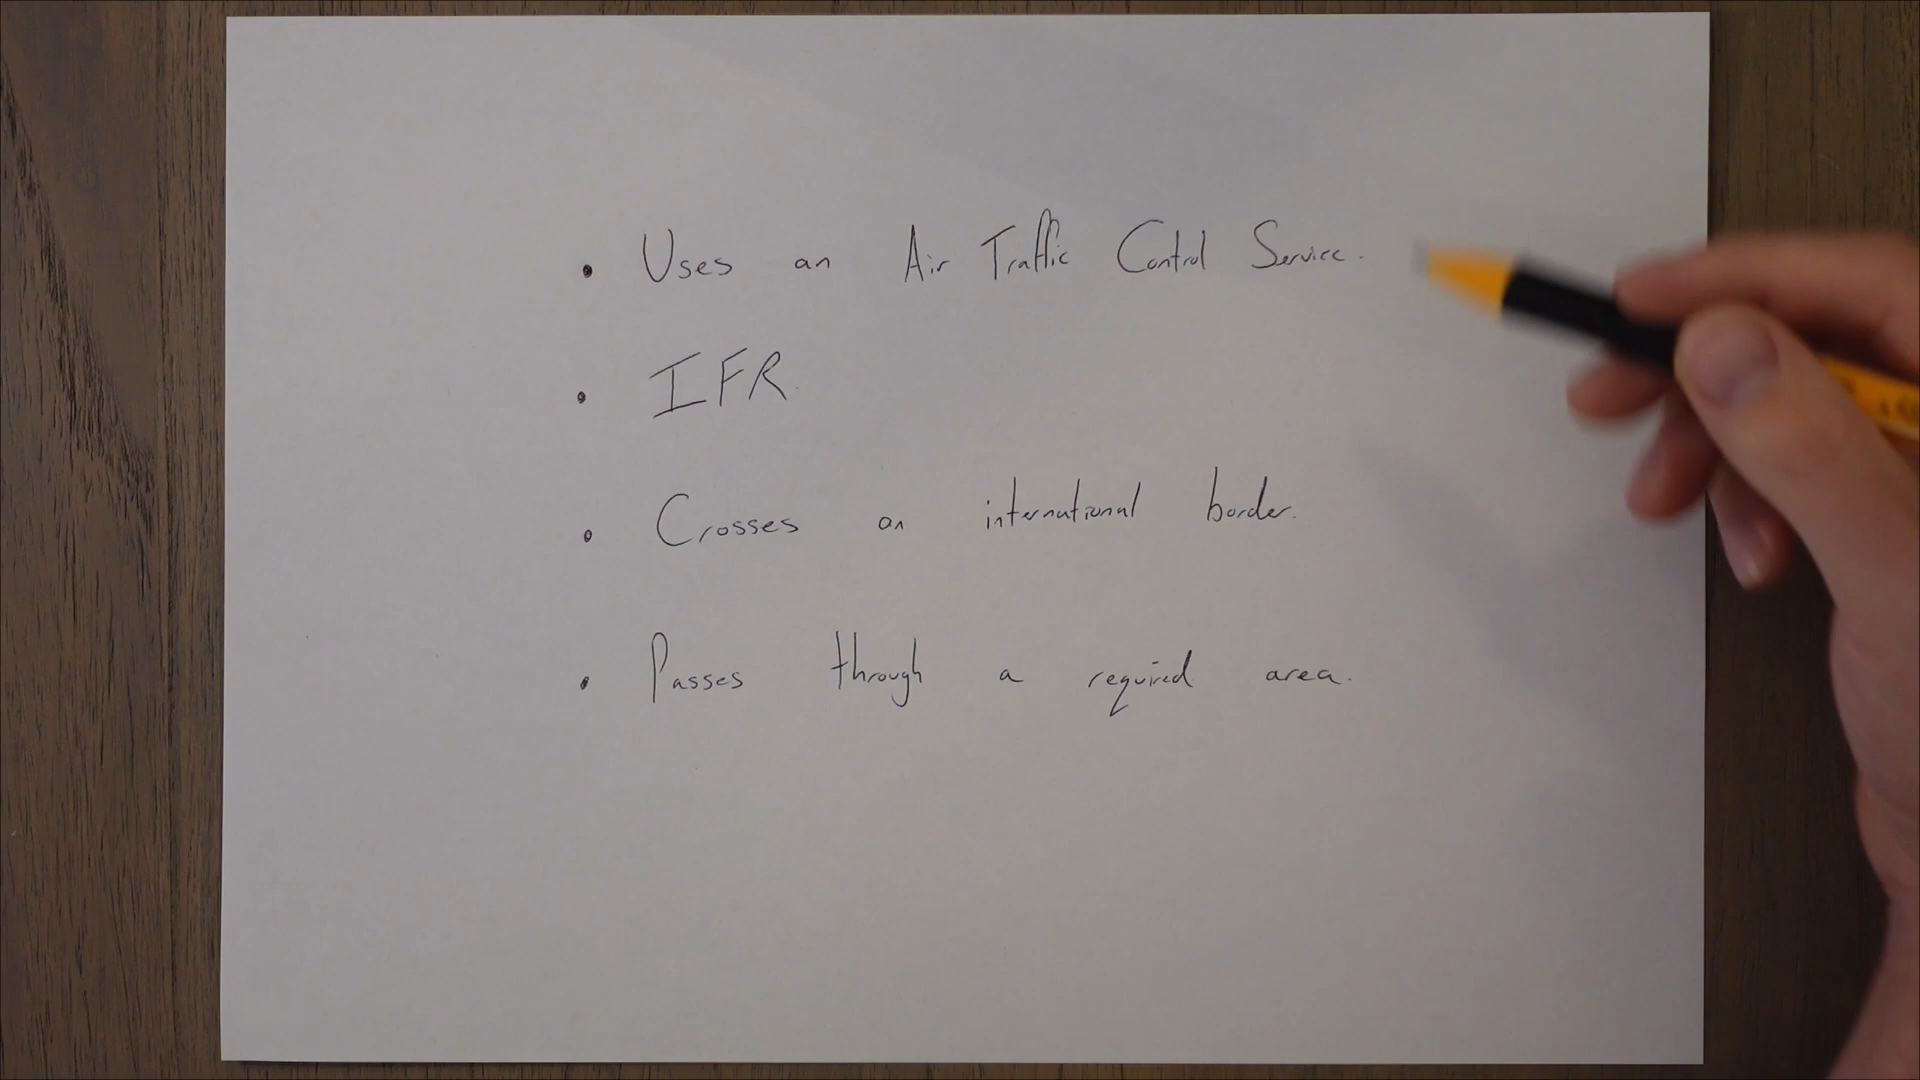 • Uses an Air Traffic Control Service.
• IFR.
• Crosses an international border.
• Passes through a required area.